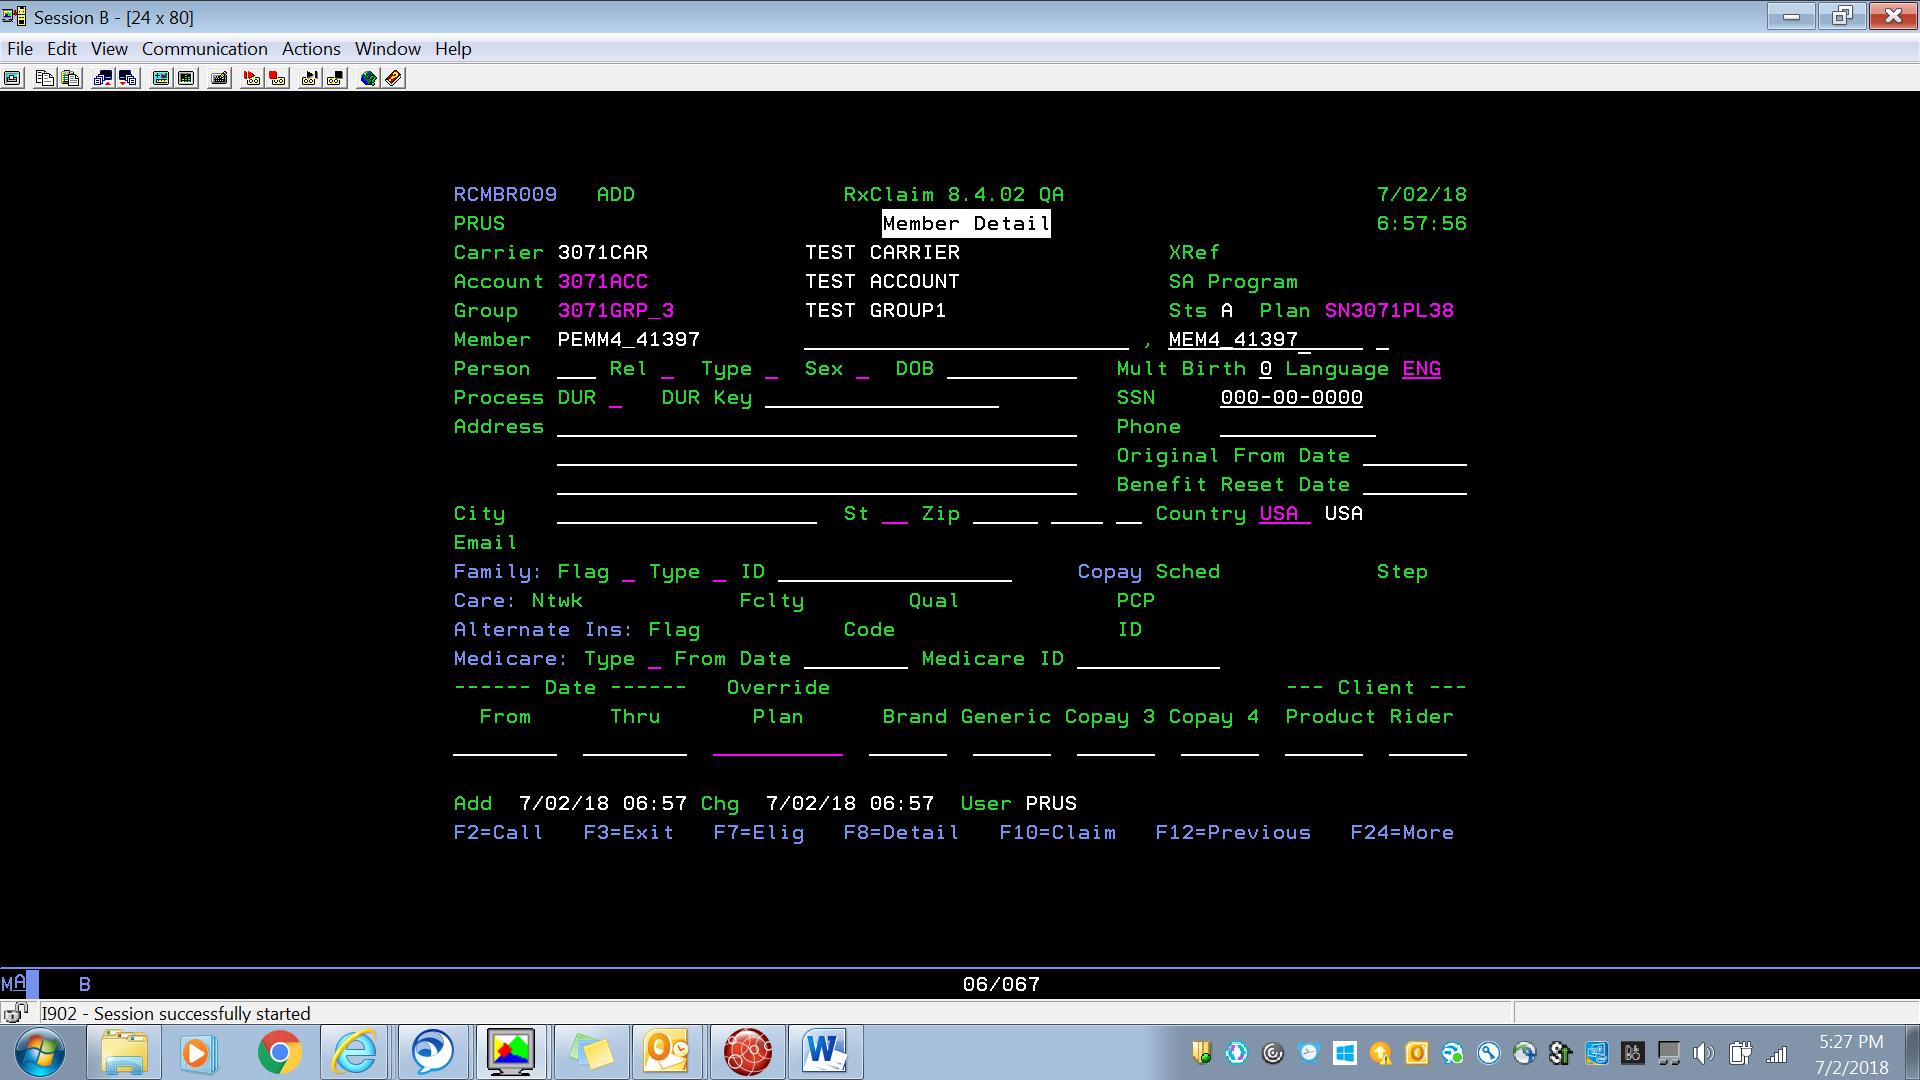 Session B - [24 x 80]
File Edit View Communication Actions Window Help
RCMBR009 ADD RxClaim 8.4.02 QA 7/02/18
PRUS Member Detail 6:57:56
Carrier 3071CAR TEST CARRIER XRef
Account 3071ACC TEST ACCOUNT SA Program
Group 3071GRP_3 TEST GROUP1 Sts A Plan SN3071PL38
Member PEMM4_41397 , MEM4_41397
Person Rel Type Sex DOB Mult Birth 0 Language ENG
Process DUR DUR Key SSN 000-00-0000
Address Phone
Original From Date
Benefit Reset Date
City St Zip Country USA USA
Email
Family: Flag Type ID Copay Sched Step
Care: Ntwk Fclty Qual PCP
Alternate Ins: Flag Code ID
Medicare: Type From Date Medicare ID
------ Date ------ Override --- Client ---
From Thru Plan Brand Generic Copay 3 Copay 4 Product Rider
Add 7/02/18 06:57 Chg 7/02/18 06:57 User PRUS
F2=Call F3=Exit F7=Elig F8=Detail F10=Claim F12=Previous F24=More
MA B 06/067
I902 - Session successfully started
5:27 PM
7/2/2018